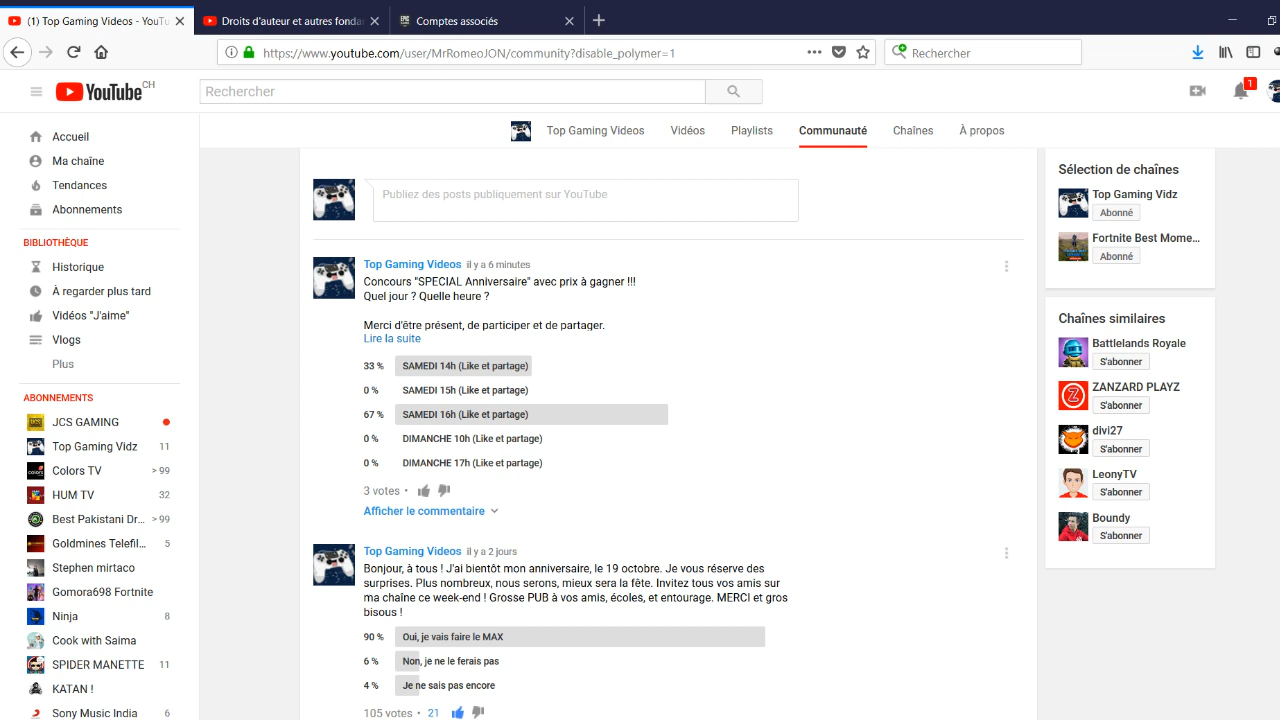 (1) Top Gaming Videos - YouTu
Droits d'auteur et autres fonda
Comptes associés
https://www.youtube.com/user/MrRomeoJON/community?disable_polymer=1
Rechercher
YouTube CH
Rechercher
1
Top Gaming Videos
Vidéos
Playlists
Communauté
Chaînes
À propos
Accueil
Ma chaîne
Tendances
Abonnements
BIBLIOTHÈQUE
Historique
À regarder plus tard
Vidéos "J'aime"
Vlogs
Plus
ABONNEMENTS
JCS GAMING
Top Gaming Vidz 11
Colors TV > 99
HUM TV 32
Best Pakistani Dr... > 99
Goldmines Telefil... 5
Stephen mirtaco
Gomora698 Fortnite
Ninja 8
Cook with Saima
SPIDER MANETTE 11
KATAN !
Sony Music India 6
Publiez des posts publiquement sur YouTube
Top Gaming Videos il y a 6 minutes
Concours "SPECIAL Anniversaire" avec prix à gagner !!!
Quel jour ? Quelle heure ?
Merci d'être présent, de participer et de partager.
Lire la suite
33 % SAMEDI 14h (Like et partage)
0 % SAMEDI 15h (Like et partage)
67 % SAMEDI 16h (Like et partage)
0 % DIMANCHE 10h (Like et partage)
0 % DIMANCHE 17h (Like et partage)
3 votes •
Afficher le commentaire
Top Gaming Videos il y a 2 jours
Bonjour, à tous ! J'ai bientôt mon anniversaire, le 19 octobre. Je vous réserve des
surprises. Plus nombreux, nous serons, mieux sera la fête. Invitez tous vos amis sur
ma chaîne ce week-end ! Grosse PUB à vos amis, écoles, et entourage. MERCI et gros
bisous !
90 % Oui, je vais faire le MAX
6 % Non, je ne le ferais pas
4 % Je ne sais pas encore
105 votes • 21
Sélection de chaînes
Top Gaming Vidz
Abonné
Fortnite Best Mome...
Abonné
Chaînes similaires
Battlelands Royale
S'abonner
ZANZARD PLAYZ
S'abonner
divi27
S'abonner
LeonyTV
S'abonner
Boundy
S'abonner